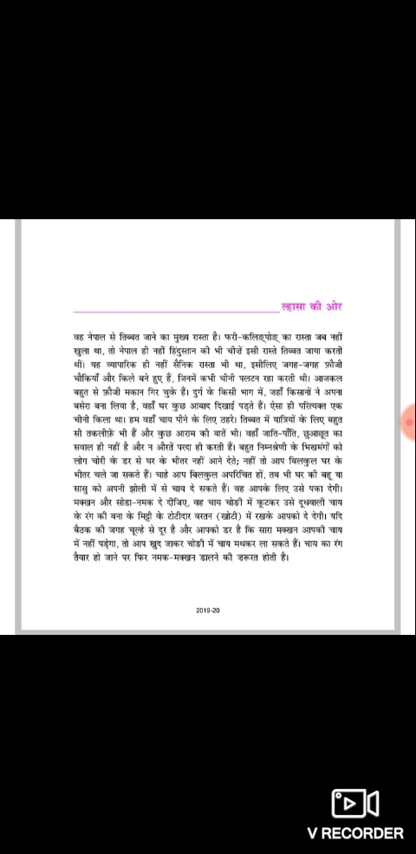 ल्हासा की ओर
वह नेपाल से तिब्बत जाने का मुख्य रास्ता है। फरी-कलिङ्पोङ् का रास्ता जब नहीं
खुला था, तो नेपाल ही नहीं हिंदुस्तान की भी चीजें इसी रास्ते तिब्बत जाया करती
थीं। यह व्यापारिक ही नहीं सैनिक रास्ता भी था, इसीलिए जगह-जगह फ़ौजी
चौकियाँ और किले बने हुए हैं, जिनमें कभी चीनी पलटन रहा करती थी। आजकल
बहुत से फ़ौजी मकान गिर चुके हैं। दुर्ग के किसी भाग में, जहाँ किसानों ने अपना
बसेरा बना लिया है, वहाँ घर कुछ आबाद दिखाई पड़ते हैं। ऐसा ही परित्यक्त एक
चीनी किला था। हम वहाँ चाय पीने के लिए ठहरे। तिब्बत में यात्रियों के लिए बहुत
सी तकलीफ़ें भी हैं और कुछ आराम की बातें भी। वहाँ जाति-पाँति, छुआछूत का
सवाल ही नहीं है और न औरतें परदा ही करती हैं। बहुत निम्नश्रेणी के भिखमंगों को
लोग चोरी के डर से घर के भीतर नहीं आने देते; नहीं तो आप बिलकुल घर के
भीतर चले जा सकते हैं। चाहे आप बिलकुल अपरिचित हों, तब भी घर की बहू या
सासु को अपनी झोली में से चाय दे सकते हैं। वह आपके लिए उसे पका देगी।
मक्खन और सोडा-नमक दे दीजिए, वह चाय चोङी में कूटकर उसे दूधवाली चाय
के रंग की बना के मिट्टी के टोटीदार बरतन (खोटी) में रखके आपको दे देगी। यदि
बैठक की जगह चूल्हे से दूर है और आपको डर है कि सारा मक्खन आपकी चाय
में नहीं पड़ेगा, तो आप खुद जाकर चोङी में चाय मथकर ला सकते हैं। चाय का रंग
तैयार हो जाने पर फिर नमक-मक्खन डालने की ज़रूरत होती है।
2019-20
V RECORDER